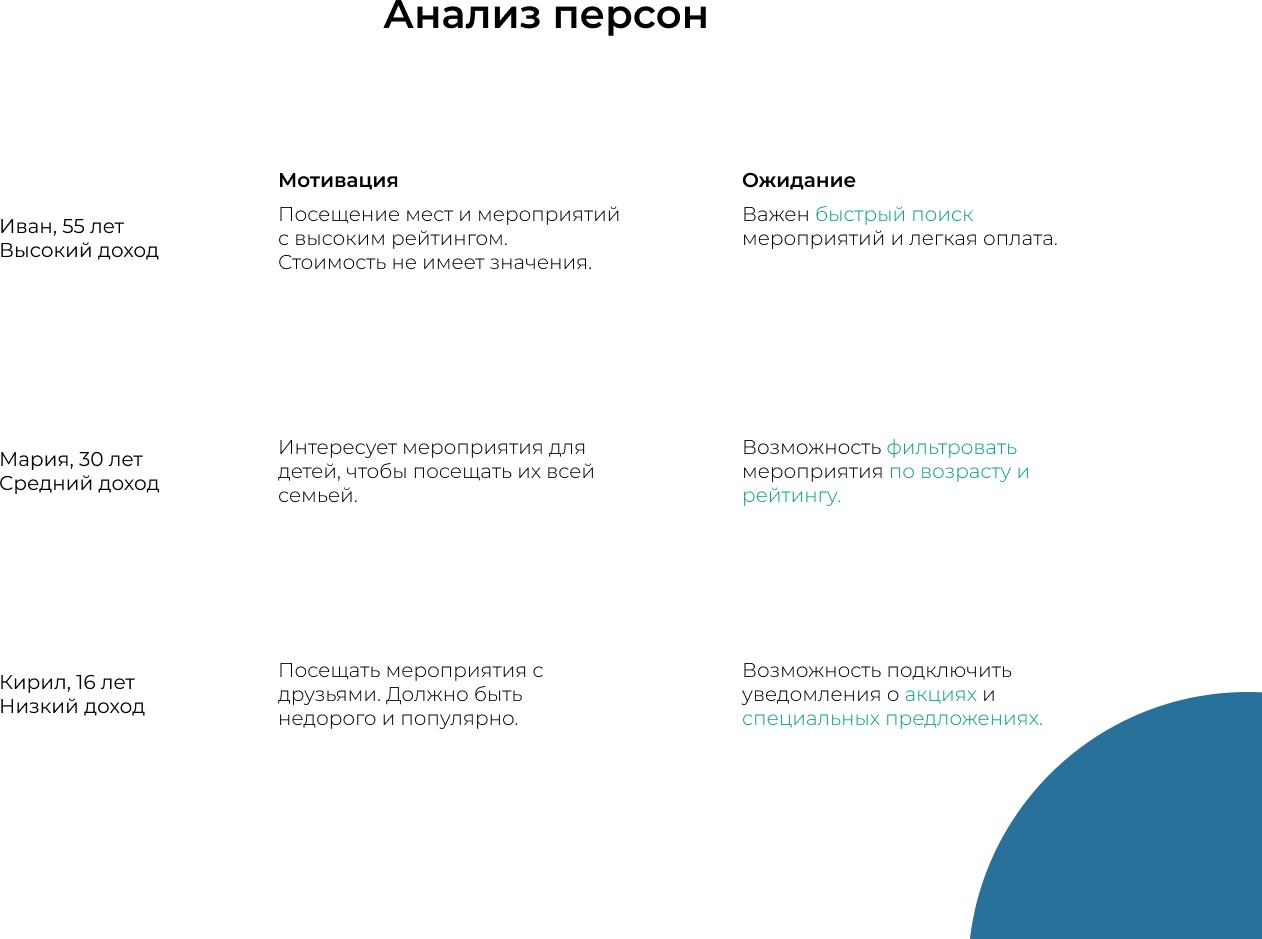 Анализ персон
Мотивация
Ожидание
Иван, 55 лет
Высокий доход
Посещение мест и мероприятий
с высоким рейтингом.
Стоимость не имеет значения.
Важен быстрый поиск
мероприятий и легкая оплата.
Мария, 30 лет
Средний доход
Интересует мероприятия для
детей, чтобы посещать их всей
семьей.
Возможность фильтровать
мероприятия по возрасту и
рейтингу.
Кирил, 16 лет
Низкий доход
Посещать мероприятия с
друзьями. Должно быть
недорого и популярно.
Возможность подключить
уведомления о акциях и
специальных предложениях.